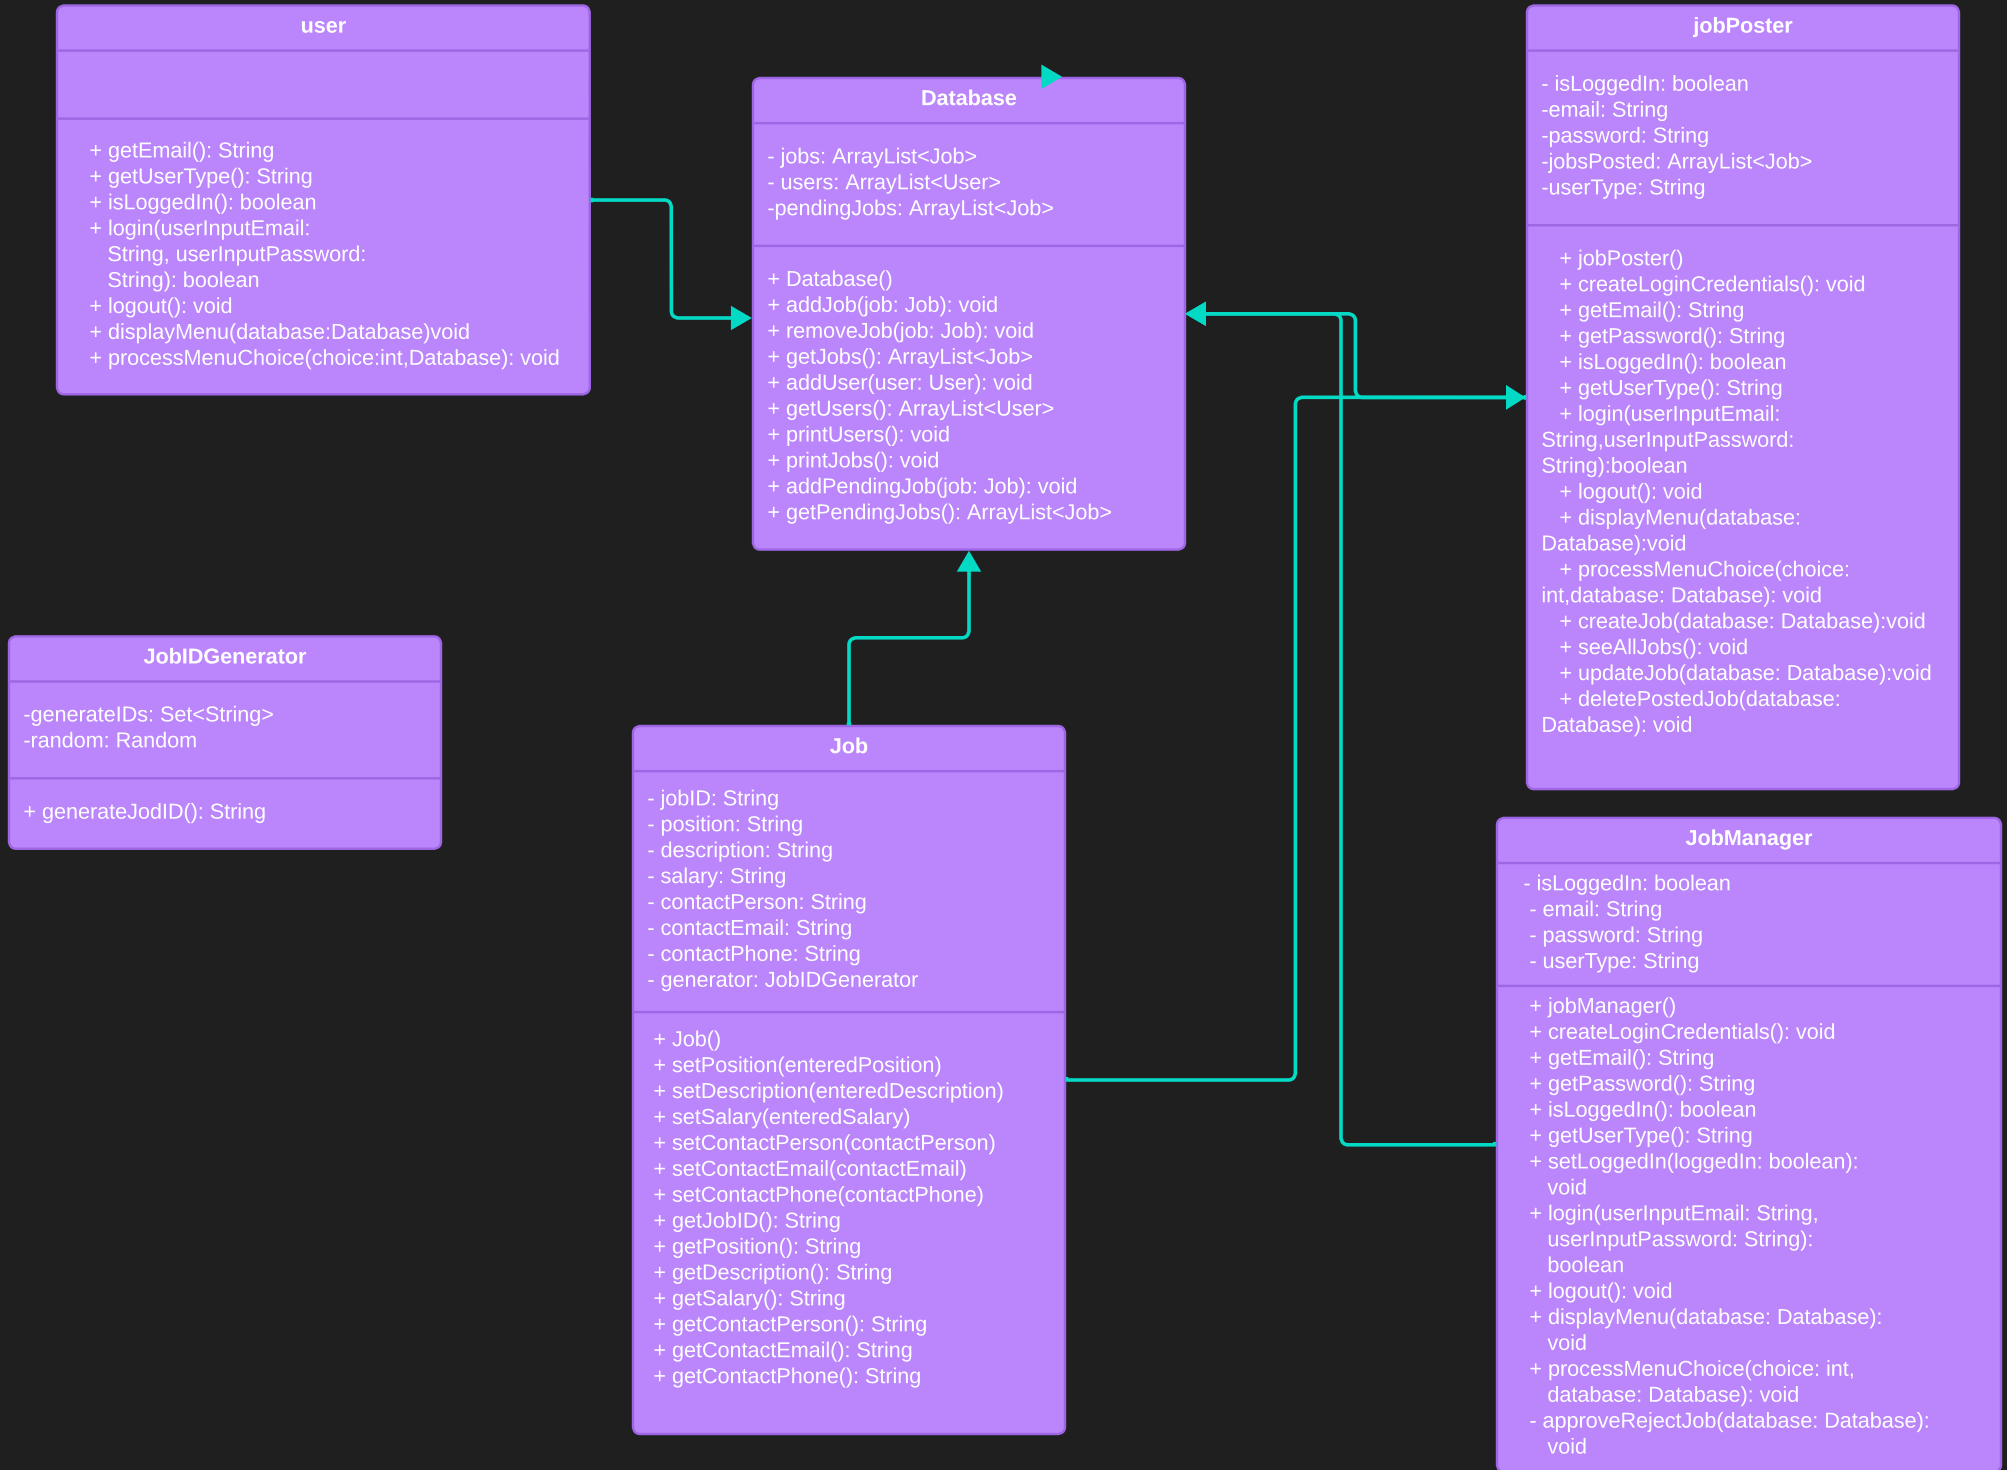 user
+ getEmail(): String
+ getUserType(): String
+ isLoggedIn(): boolean
+ login(userInputEmail:
String, userInputPassword:
String): boolean
+ logout(): void
+ displayMenu(database:Database)void
+ processMenuChoice(choice:int,Database): void
Database
- jobs: ArrayList<Job>
- users: ArrayList<User>
-pendingJobs: ArrayList<Job>
+ Database()
+ addJob(job: Job): void
+ removeJob(job: Job): void
+ getJobs(): ArrayList<Job>
+ addUser(user: User): void
+ getUsers(): ArrayList<User>
+ printUsers(): void
+ printJobs(): void
+ addPendingJob(job: Job): void
+ getPendingJobs(): ArrayList<Job>
jobPoster
- isLoggedIn: boolean
-email: String
-password: String
-jobsPosted: ArrayList<Job>
-userType: String
+ jobPoster()
+ createLoginCredentials(): void
+ getEmail(): String
+ getPassword(): String
+ isLoggedIn(): boolean
+ getUserType(): String
+ login(userInputEmail:
String,userInputPassword:
String):boolean
+ logout(): void
+ displayMenu(database:
Database):void
+ processMenuChoice(choice:
int,database: Database): void
+ createJob(database: Database):void
+ seeAllJobs(): void
+ updateJob(database: Database):void
+ deletePostedJob(database:
Database): void
JobIDGenerator
-generateIDs: Set<String>
-random: Random
+ generateJodID(): String
Job
- jobID: String
- position: String
- description: String
- salary: String
- contactPerson: String
- contactEmail: String
- contactPhone: String
- generator: JobIDGenerator
+ Job()
+ setPosition(enteredPosition)
+ setDescription(enteredDescription)
+ setSalary(enteredSalary)
+ setContactPerson(contactPerson)
+ setContactEmail(contactEmail)
+ setContactPhone(contactPhone)
+ getJobID(): String
+ getPosition(): String
+ getDescription(): String
+ getSalary(): String
+ getContactPerson(): String
+ getContactEmail(): String
+ getContactPhone(): String
JobManager
- isLoggedIn: boolean
- email: String
- password: String
- userType: String
+ jobManager()
+ createLoginCredentials(): void
+ getEmail(): String
+ getPassword(): String
+ isLoggedIn(): boolean
+ getUserType(): String
+ setLoggedIn(loggedIn: boolean):
void
+ login(userInputEmail: String,
userInputPassword: String):
boolean
+ logout(): void
+ displayMenu(database: Database):
void
+ processMenuChoice(choice: int,
database: Database): void
- approveRejectJob(database: Database):
void